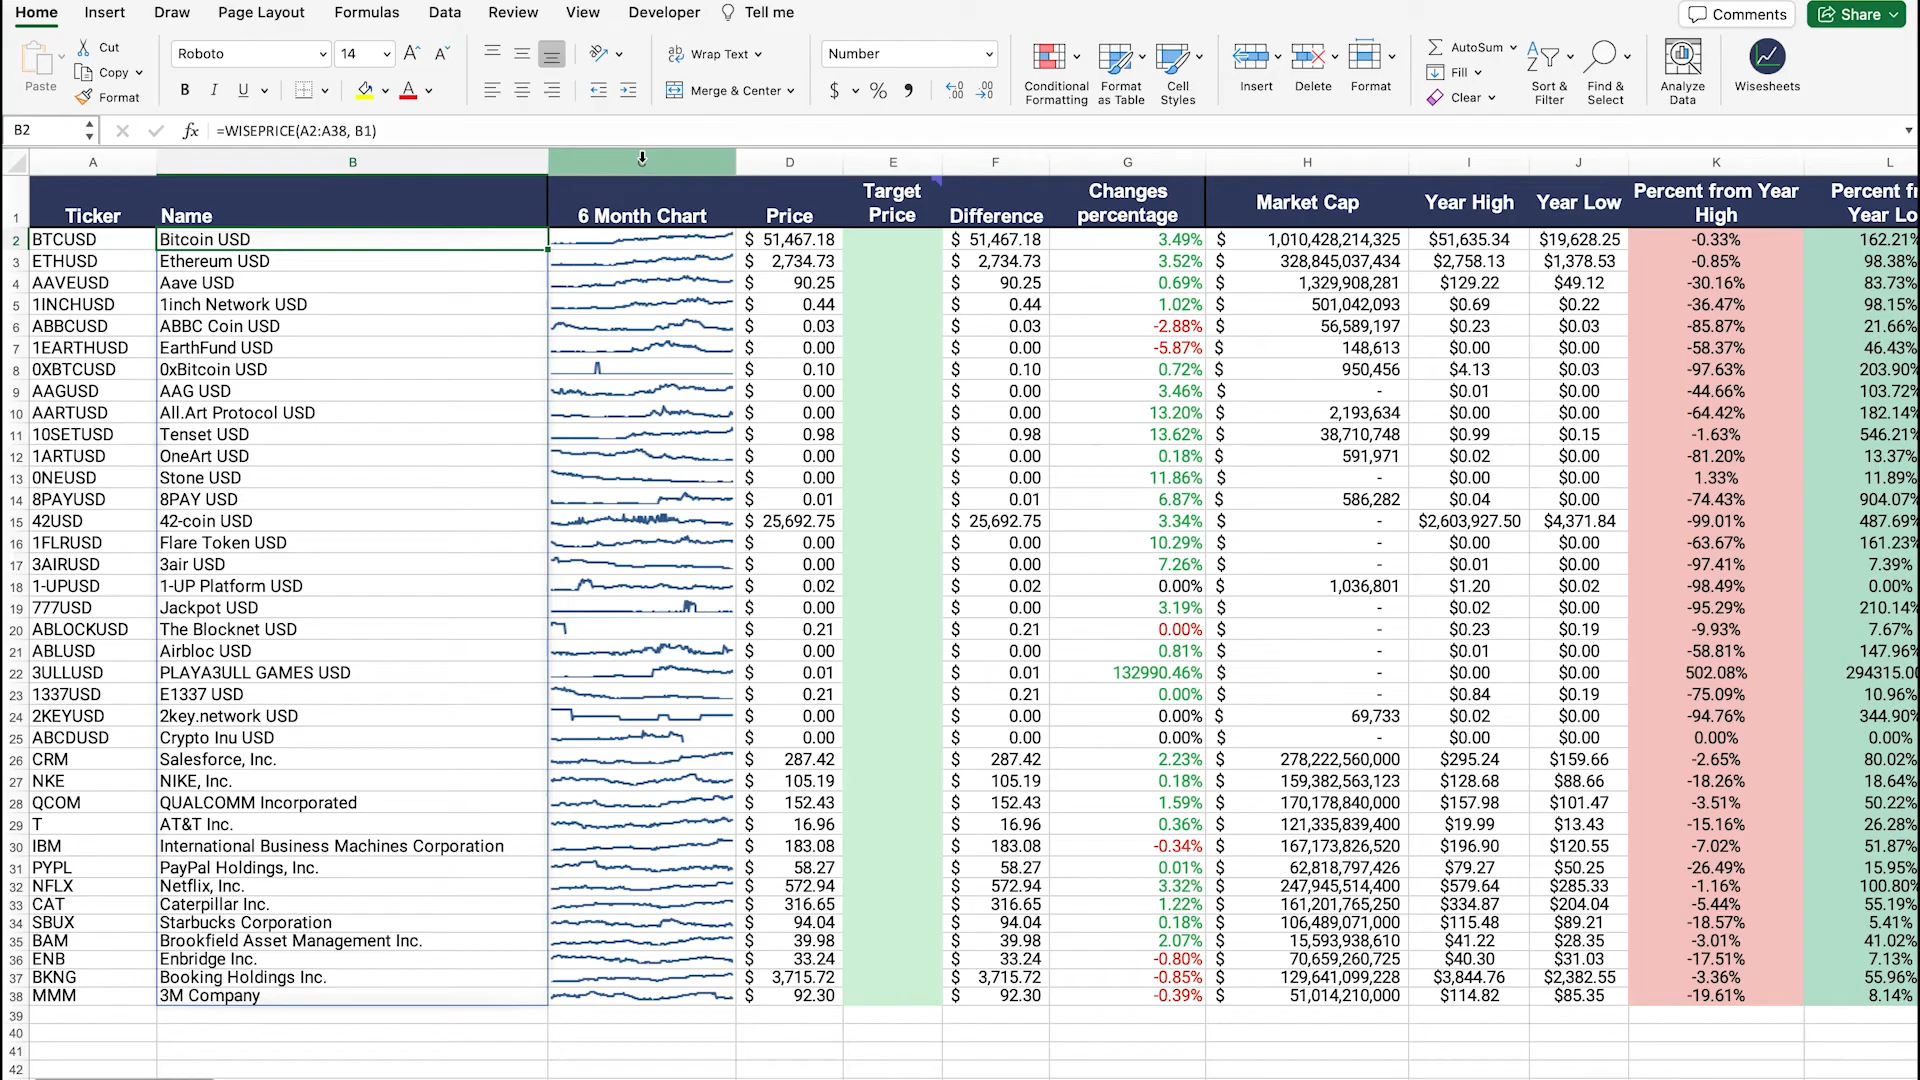 Home Insert Draw Page Layout Formulas Data Review View Developer Tell me Comments Share
Paste Cut Copy Format
Roboto 14
B I U A
Wrap Text
Merge & Center
Number
$ %
Conditional Formatting Format as Table Cell Styles
Insert Delete Format
AutoSum Fill Clear
Sort & Filter Find & Select
Analyze Data
Wisesheets
B2 fx =WISEPRICE(A2:A38, B1)
A B D E F G H I J K L
1 Ticker Name 6 Month Chart Price Target Price Difference Changes percentage Market Cap Year High Year Low Percent from Year High Percent f Year Lo
2 BTCUSD Bitcoin USD $ 51,467.18 $ 51,467.18 3.49% $ 1,010,428,214,325 $51,635.34 $19,628.25 -0.33% 162.21%
3 ETHUSD Ethereum USD $ 2,734.73 $ 2,734.73 3.52% $ 328,845,037,434 $2,758.13 $1,378.53 -0.85% 98.38%
4 AAVEUSD Aave USD $ 90.25 $ 90.25 0.69% $ 1,329,908,281 $129.22 $49.12 -30.16% 83.73%
5 1INCHUSD 1inch Network USD $ 0.44 $ 0.44 1.02% $ 501,042,093 $0.69 $0.22 -36.47% 98.15%
6 ABBCUSD ABBC Coin USD $ 0.03 $ 0.03 -2.88% $ 56,589,197 $0.23 $0.03 -85.87% 21.66%
7 1EARTHUSD EarthFund USD $ 0.00 $ 0.00 -5.87% $ 148,613 $0.00 $0.00 -58.37% 46.43%
8 0XBTCUSD 0xBitcoin USD $ 0.10 $ 0.10 0.72% $ 950,456 $4.13 $0.03 -97.63% 203.90%
9 AAGUSD AAG USD $ 0.00 $ 0.00 3.46% $ - $0.01 $0.00 -44.66% 103.72%
10 AARTUSD All.Art Protocol USD $ 0.00 $ 0.00 13.20% $ 2,193,634 $0.00 $0.00 -64.42% 182.14%
11 10SETUSD Tenset USD $ 0.98 $ 0.98 13.62% $ 38,710,748 $0.99 $0.15 -1.63% 546.21%
12 1ARTUSD OneArt USD $ 0.00 $ 0.00 0.18% $ 591,971 $0.02 $0.00 -81.20% 13.37%
13 0NEUSD Stone USD $ 0.00 $ 0.00 11.86% $ - $0.00 $0.00 1.33% 11.89%
14 8PAYUSD 8PAY USD $ 0.01 $ 0.01 6.87% $ 586,282 $0.04 $0.00 -74.43% 904.07%
15 42USD 42-coin USD $ 25,692.75 $ 25,692.75 3.34% $ - $2,603,927.50 $4,371.84 -99.01% 487.69%
16 1FLRUSD Flare Token USD $ 0.00 $ 0.00 10.29% $ - $0.00 $0.00 -63.67% 161.23%
17 3AIRUSD 3air USD $ 0.00 $ 0.00 7.26% $ - $0.01 $0.00 -97.41% 7.39%
18 1-UPUSD 1-UP Platform USD $ 0.02 $ 0.02 0.00% $ 1,036,801 $1.20 $0.02 -98.49% 0.00%
19 777USD Jackpot USD $ 0.00 $ 0.00 3.19% $ - $0.02 $0.00 -95.29% 210.14%
20 ABLOCKUSD The Blocknet USD $ 0.21 $ 0.21 0.00% $ - $0.23 $0.19 -9.93% 7.67%
21 ABLUSD Airbloc USD $ 0.00 $ 0.00 0.81% $ - $0.01 $0.00 -58.81% 147.96%
22 3ULLUSD PLAYA3ULL GAMES USD $ 0.01 $ 0.01 132990.46% $ - $0.00 $0.00 502.08% 294315.00
23 1337USD E1337 USD $ 0.21 $ 0.21 0.00% $ - $0.84 $0.19 -75.09% 10.96%
24 2KEYUSD 2key.network USD $ 0.00 $ 0.00 0.00% $ 69,733 $0.02 $0.00 -94.76% 344.90%
25 ABCDUSD Crypto Inu USD $ 0.00 $ 0.00 0.00% $ - $0.00 $0.00 0.00% 0.00%
26 CRM Salesforce, Inc. $ 287.42 $ 287.42 2.23% $ 278,222,560,000 $295.24 $159.66 -2.65% 80.02%
27 NKE NIKE, Inc. $ 105.19 $ 105.19 0.18% $ 159,382,563,123 $128.68 $88.66 -18.26% 18.64%
28 QCOM QUALCOMM Incorporated $ 152.43 $ 152.43 1.59% $ 170,178,840,000 $157.98 $101.47 -3.51% 50.22%
29 T AT&T Inc. $ 16.96 $ 16.96 0.36% $ 121,335,839,400 $19.99 $13.43 -15.16% 26.28%
30 IBM International Business Machines Corporation $ 183.08 $ 183.08 -0.34% $ 167,173,826,520 $196.90 $120.55 -7.02% 51.87%
31 PYPL PayPal Holdings, Inc. $ 58.27 $ 58.27 0.01% $ 62,818,797,426 $79.27 $50.25 -26.49% 15.95%
32 NFLX Netflix, Inc. $ 572.94 $ 572.94 3.32% $ 247,945,514,400 $579.64 $285.33 -1.16% 100.80%
33 CAT Caterpillar Inc. $ 316.65 $ 316.65 1.22% $ 161,201,765,250 $334.87 $204.04 -5.44% 55.19%
34 SBUX Starbucks Corporation $ 94.04 $ 94.04 0.18% $ 106,489,071,000 $115.48 $89.21 -18.57% 5.41%
35 BAM Brookfield Asset Management Inc. $ 39.98 $ 39.98 2.07% $ 15,593,938,610 $41.22 $28.35 -3.01% 41.02%
36 ENB Enbridge Inc. $ 33.24 $ 33.24 -0.80% $ 70,659,260,725 $40.30 $31.03 -17.51% 7.13%
37 BKNG Booking Holdings Inc. $ 3,715.72 $ 3,715.72 -0.85% $ 129,641,099,228 $3,844.76 $2,382.55 -3.36% 55.96%
38 MMM 3M Company $ 92.30 $ 92.30 -0.39% $ 51,014,210,000 $114.82 $85.35 -19.61% 8.14%
39
40
41
42